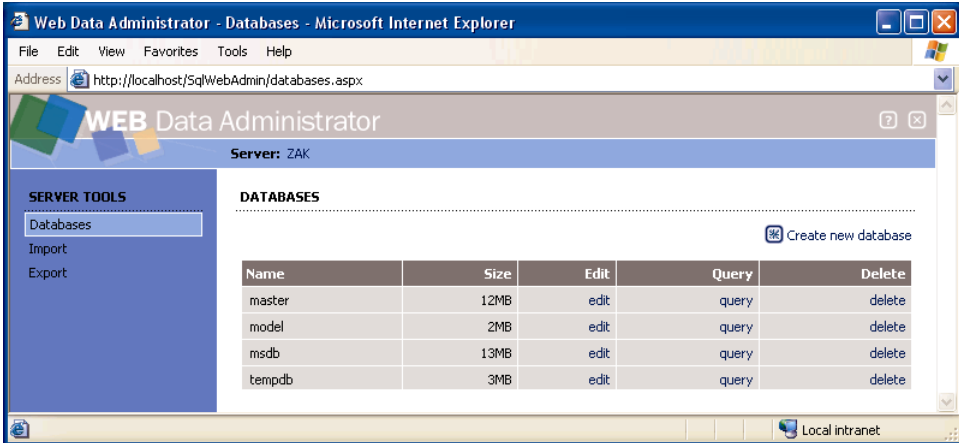 Web Data Administrator - Databases - Microsoft Internet Explorer
File Edit View Favorites Tools Help
Address http://localhost/SqlWebAdmin/databases.aspx
WEB Data Administrator
Server: ZAK
SERVER TOOLS
Databases
Import
Export
DATABASES
Create new database
Name Size Edit Query Delete
master 12MB edit query delete
model 2MB edit query delete
msdb 13MB edit query delete
tempdb 3MB edit query delete
Local intranet